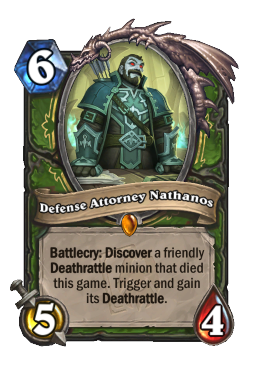 6
Defense Attorney Nathanos
Battlecry: Discover a friendly
Deathrattle minion that died
this game. Trigger and gain
its Deathrattle.
5
4